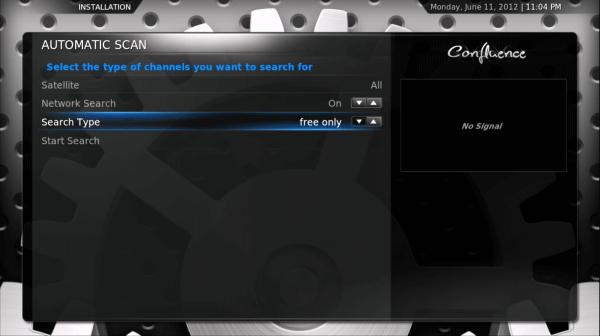 INSTALLATION
Monday, June 11, 2012 | 11:04 PM
AUTOMATIC SCAN
Select the type of channels you want to search for
Satellite All
Network Search On
Search Type free only
Start Search
Confluence
No Signal